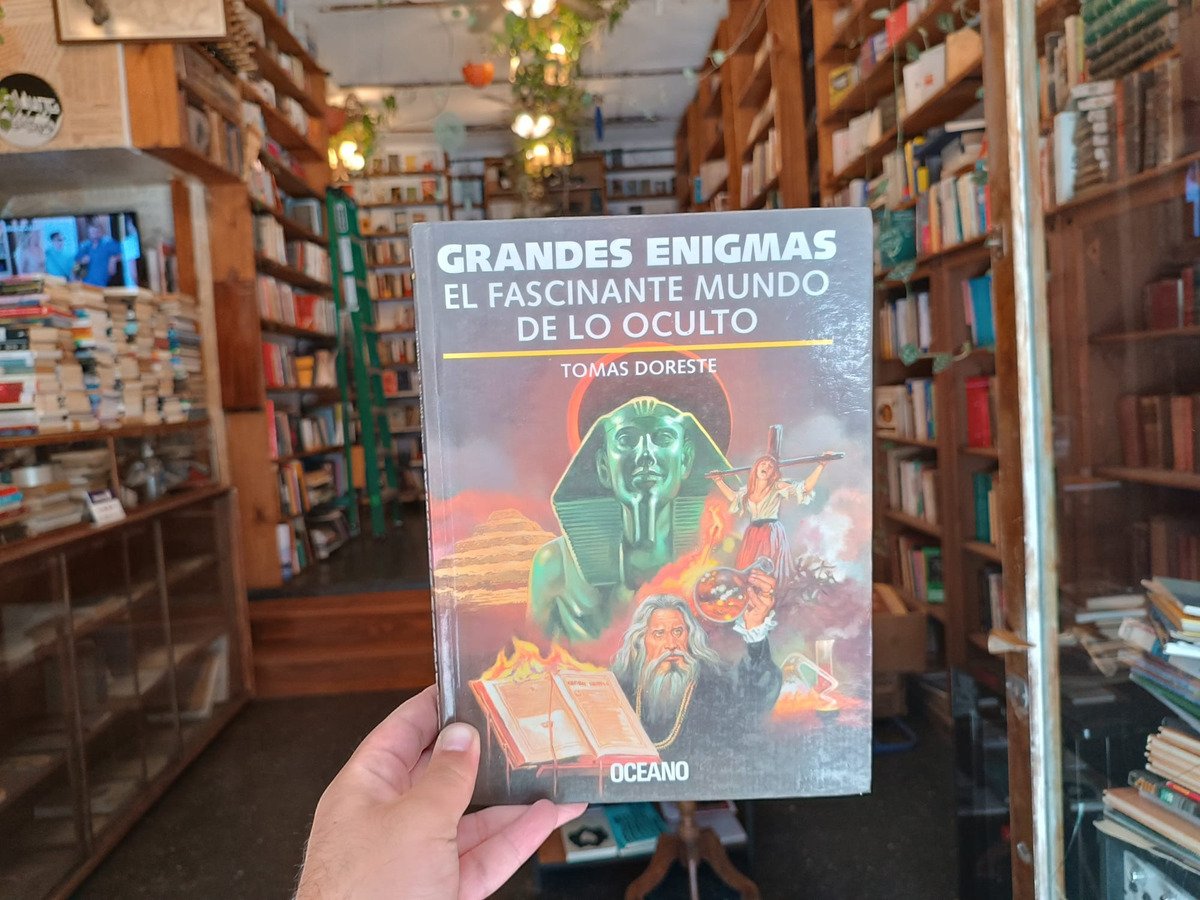 GRANDES ENIGMAS
EL FASCINANTE MUNDO
DE LO OCULTO
TOMAS DORESTE
OCEANO